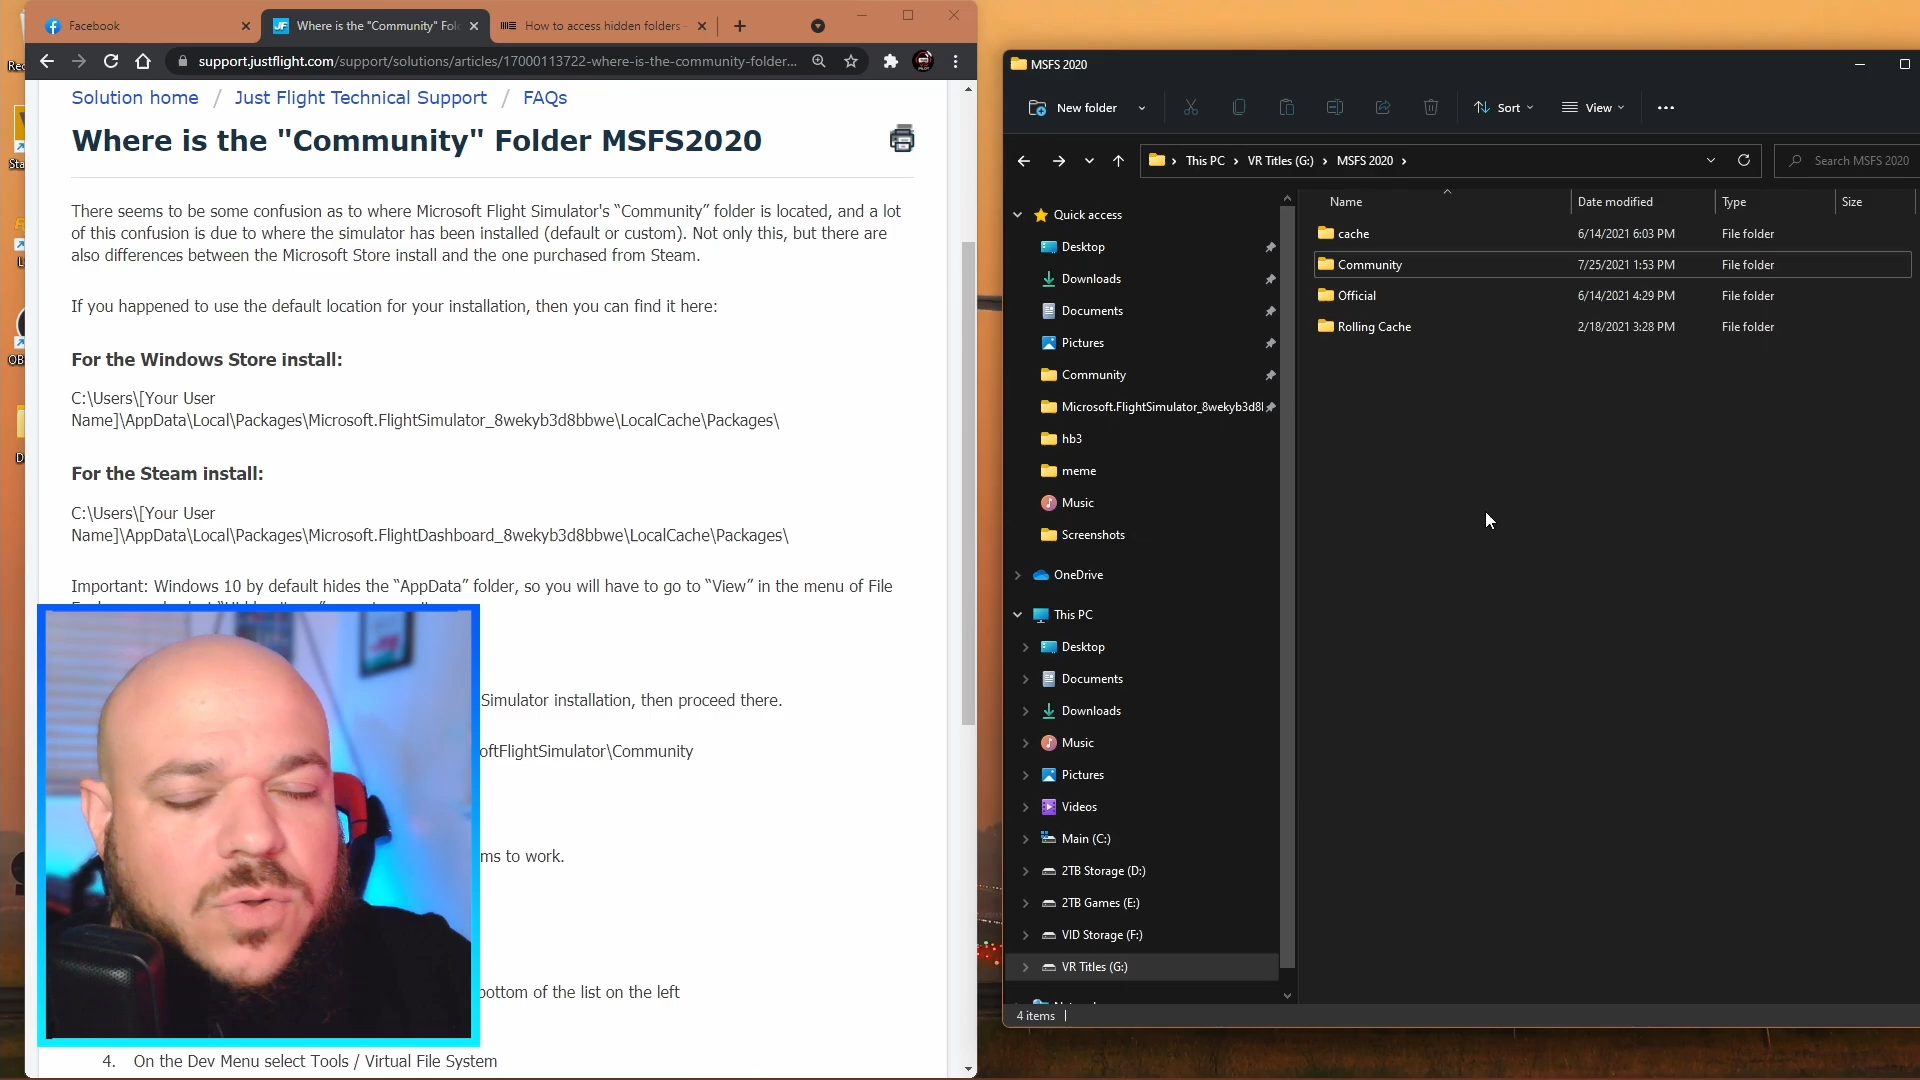 Facebook
Where is the "Community" Fol
How to access hidden folders
support.justflight.com/support/solutions/articles/17000113722-where-is-the-community-folder...
Solution home / Just Flight Technical Support / FAQs
Where is the "Community" Folder MSFS2020
There seems to be some confusion as to where Microsoft Flight Simulator's “Community” folder is located, and a lot
of this confusion is due to where the simulator has been installed (default or custom). Not only this, but there are
also differences between the Microsoft Store install and the one purchased from Steam.
If you happened to use the default location for your installation, then you can find it here:
For the Windows Store install:
C:\Users\[Your User
Name]\AppData\Local\Packages\Microsoft.FlightSimulator_8wekyb3d8bbwe\LocalCache\Packages\
For the Steam install:
C:\Users\[Your User
Name]\AppData\Local\Packages\Microsoft.FlightDashboard_8wekyb3d8bbwe\LocalCache\Packages\
Important: Windows 10 by default hides the “AppData” folder, so you will have to go to “View” in the menu of File
Simulator installation, then proceed there.
oftFlightSimulator\Community
ms to work.
bottom of the list on the left
4. On the Dev Menu select Tools / Virtual File System
MSFS 2020
New folder
Sort
View
This PC > VR Titles (G:) > MSFS 2020 >
Search MSFS 2020
Name Date modified Type Size
cache 6/14/2021 6:03 PM File folder
Community 7/25/2021 1:53 PM File folder
Official 6/14/2021 4:29 PM File folder
Rolling Cache 2/18/2021 3:28 PM File folder
Quick access
Desktop
Downloads
Documents
Pictures
Community
Microsoft.FlightSimulator_8wekyb3d8l
hb3
meme
Music
Screenshots
OneDrive
This PC
Desktop
Documents
Downloads
Music
Pictures
Videos
Main (C:)
2TB Storage (D:)
2TB Games (E:)
VID Storage (F:)
VR Titles (G:)
4 items